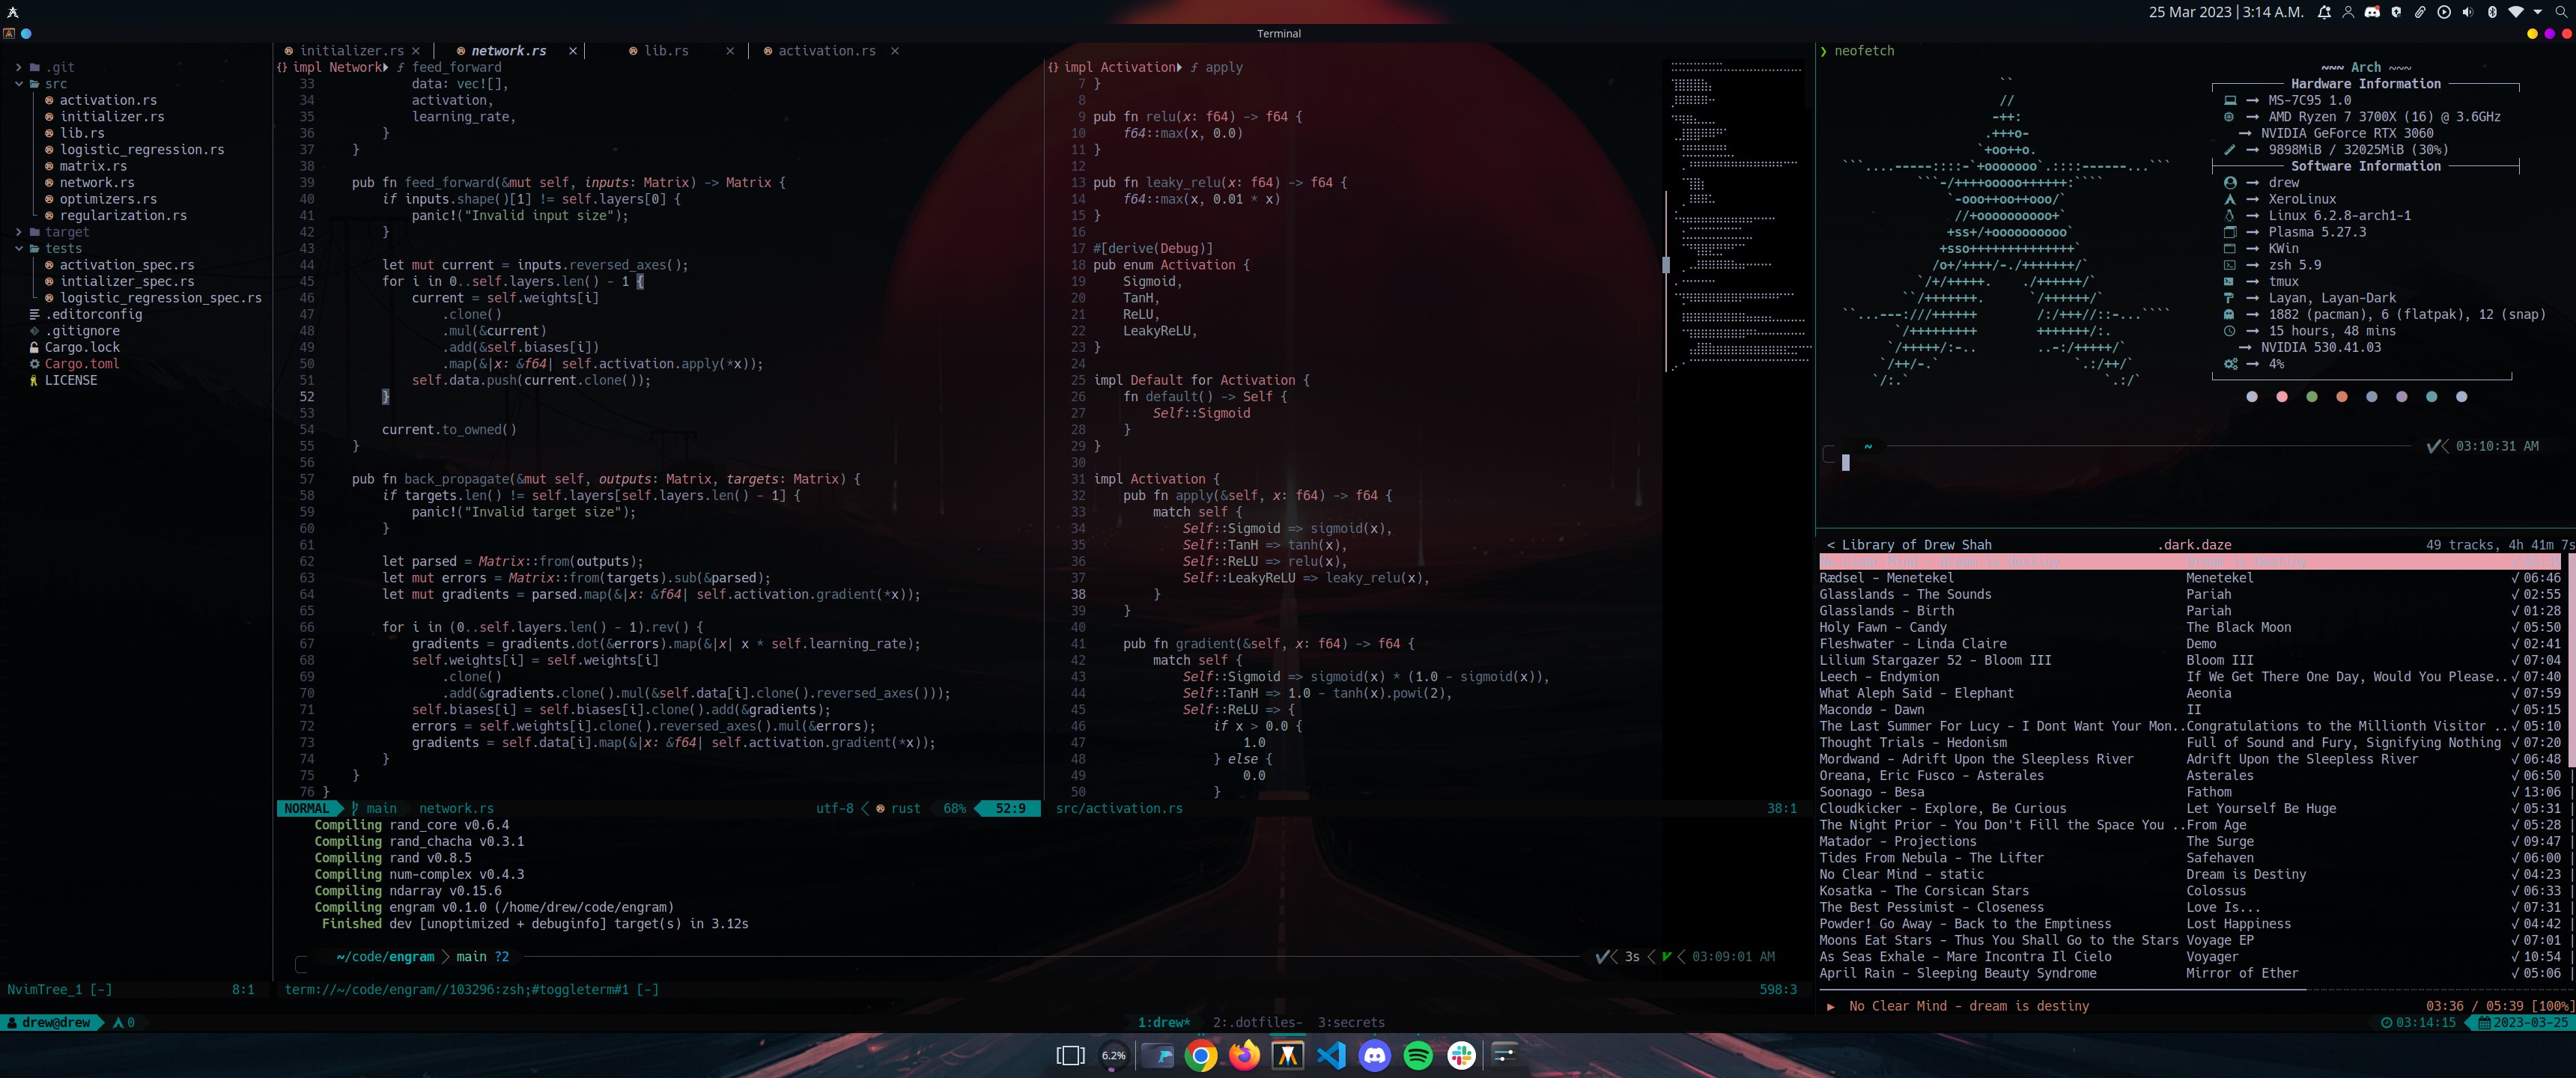 25 Mar 2023 | 3:14 A.M.
Terminal
.git
src
activation.rs
initializer.rs
lib.rs
logistic_regression.rs
matrix.rs
network.rs
optimizers.rs
regularization.rs
target
tests
activation_spec.rs
intializer_spec.rs
logistic_regression_spec.rs
.editorconfig
.gitignore
Cargo.lock
Cargo.toml
LICENSE
NvimTree_1 [-] 8:1
initializer.rs × network.rs × lib.rs × activation.rs ×
{} impl Network ƒ feed_forward
33 data: vec![],
34 activation,
35 learning_rate,
36 }
37 }
38
39 pub fn feed_forward(&mut self, inputs: Matrix) -> Matrix {
40 if inputs.shape()[1] != self.layers[0] {
41 panic!("Invalid input size");
42 }
43
44 let mut current = inputs.reversed_axes();
45 for i in 0..self.layers.len() - 1 {
46 current = self.weights[i]
47 .clone()
48 .mul(&current)
49 .add(&self.biases[i])
50 .map(&|x: &f64| self.activation.apply(*x));
51 self.data.push(current.clone());
52 }
53
54 current.to_owned()
55 }
56
57 pub fn back_propagate(&mut self, outputs: Matrix, targets: Matrix) {
58 if targets.len() != self.layers[self.layers.len() - 1] {
59 panic!("Invalid target size");
60 }
61
62 let parsed = Matrix::from(outputs);
63 let mut errors = Matrix::from(targets).sub(&parsed);
64 let mut gradients = parsed.map(&|x: &f64| self.activation.gradient(*x));
65
66 for i in (0..self.layers.len() - 1).rev() {
67 gradients = gradients.dot(&errors).map(&|x| x * self.learning_rate);
68 self.weights[i] = self.weights[i]
69 .clone()
70 .add(&gradients.clone().mul(&self.data[i].clone().reversed_axes()));
71 self.biases[i] = self.biases[i].clone().add(&gradients);
72 errors = self.weights[i].clone().reversed_axes().mul(&errors);
73 gradients = self.data[i].map(&|x: &f64| self.activation.gradient(*x));
74 }
75 }
76 }
NORMAL main network.rs utf-8 < rust 68% 52:9
{} impl Activation ƒ apply
7 }
8
9 pub fn relu(x: f64) -> f64 {
10 f64::max(x, 0.0)
11 }
12
13 pub fn leaky_relu(x: f64) -> f64 {
14 f64::max(x, 0.01 * x)
15 }
16
17 #[derive(Debug)]
18 pub enum Activation {
19 Sigmoid,
20 TanH,
21 ReLU,
22 LeakyReLU,
23 }
24
25 impl Default for Activation {
26 fn default() -> Self {
27 Self::Sigmoid
28 }
29 }
30
31 impl Activation {
32 pub fn apply(&self, x: f64) -> f64 {
33 match self {
34 Self::Sigmoid => sigmoid(x),
35 Self::TanH => tanh(x),
36 Self::ReLU => relu(x),
37 Self::LeakyReLU => leaky_relu(x),
38 }
39 }
40
41 pub fn gradient(&self, x: f64) -> f64 {
42 match self {
43 Self::Sigmoid => sigmoid(x) * (1.0 - sigmoid(x)),
44 Self::TanH => 1.0 - tanh(x).powi(2),
45 Self::ReLU => {
46 if x > 0.0 {
47 1.0
48 } else {
49 0.0
50 }
src/activation.rs 38:1
Compiling rand_core v0.6.4
Compiling rand_chacha v0.3.1
Compiling rand v0.8.5
Compiling num-complex v0.4.3
Compiling ndarray v0.15.6
Compiling engram v0.1.0 (/home/drew/code/engram)
Finished dev [unoptimized + debuginfo] target(s) in 3.12s
~/code/engram > main ?2 3s < 03:09:01 AM
term://~/code/engram//103296:zsh;#toggleterm#1 [-] 598:3
❯ neofetch
~~~ Arch ~~~
Hardware Information
MS-7C95 1.0
AMD Ryzen 7 3700X (16) @ 3.6GHz
NVIDIA GeForce RTX 3060
9898MiB / 32025MiB (30%)
Software Information
drew
XeroLinux
Linux 6.2.8-arch1-1
Plasma 5.27.3
KWin
zsh 5.9
tmux
Layan, Layan-Dark
1882 (pacman), 6 (flatpak), 12 (snap)
15 hours, 48 mins
NVIDIA 530.41.03
4%
~ 03:10:31 AM
< Library of Drew Shah .dark.daze 49 tracks, 4h 41m 7s
Rædsel - Menetekel Menetekel √ 06:46
Glasslands - The Sounds Pariah √ 02:55
Glasslands - Birth Pariah √ 01:28
Holy Fawn - Candy The Black Moon √ 05:50
Fleshwater - Linda Claire Demo √ 02:41
Lilium Stargazer 52 - Bloom III Bloom III √ 07:04
Leech - Endymion If We Get There One Day, Would You Please..√ 07:40
What Aleph Said - Elephant Aeonia √ 07:59
Macondø - Dawn II √ 05:15
The Last Summer For Lucy - I Dont Want Your Mon..Congratulations to the Millionth Visitor ..√ 05:10
Thought Trials - Hedonism Full of Sound and Fury, Signifying Nothing √ 07:20
Mordwand - Adrift Upon the Sleepless River Adrift Upon the Sleepless River √ 06:48
Oreana, Eric Fusco - Asterales Asterales √ 06:50
Soonago - Besa Fathom √ 13:06
Cloudkicker - Explore, Be Curious Let Yourself Be Huge √ 05:31
The Night Prior - You Don't Fill the Space You ..From Age √ 05:28
Matador - Projections The Surge √ 09:47
Tides From Nebula - The Lifter Safehaven √ 06:00
No Clear Mind - static Dream is Destiny √ 04:23
Kosatka - The Corsican Stars Colossus √ 06:33
The Best Pessimist - Closeness Love Is... √ 07:31
Powder! Go Away - Back to the Emptiness Lost Happiness √ 04:42
Moons Eat Stars - Thus You Shall Go to the Stars Voyage EP √ 07:01
As Seas Exhale - Mare Incontra Il Cielo Voyager √ 10:54
April Rain - Sleeping Beauty Syndrome Mirror of Ether √ 05:06
▶ No Clear Mind - dream is destiny 03:36 / 05:39 [100%]
drew@drew 0 1:drew* 2:.dotfiles- 3:secrets 03:14:15 2023-03-25
6.2%